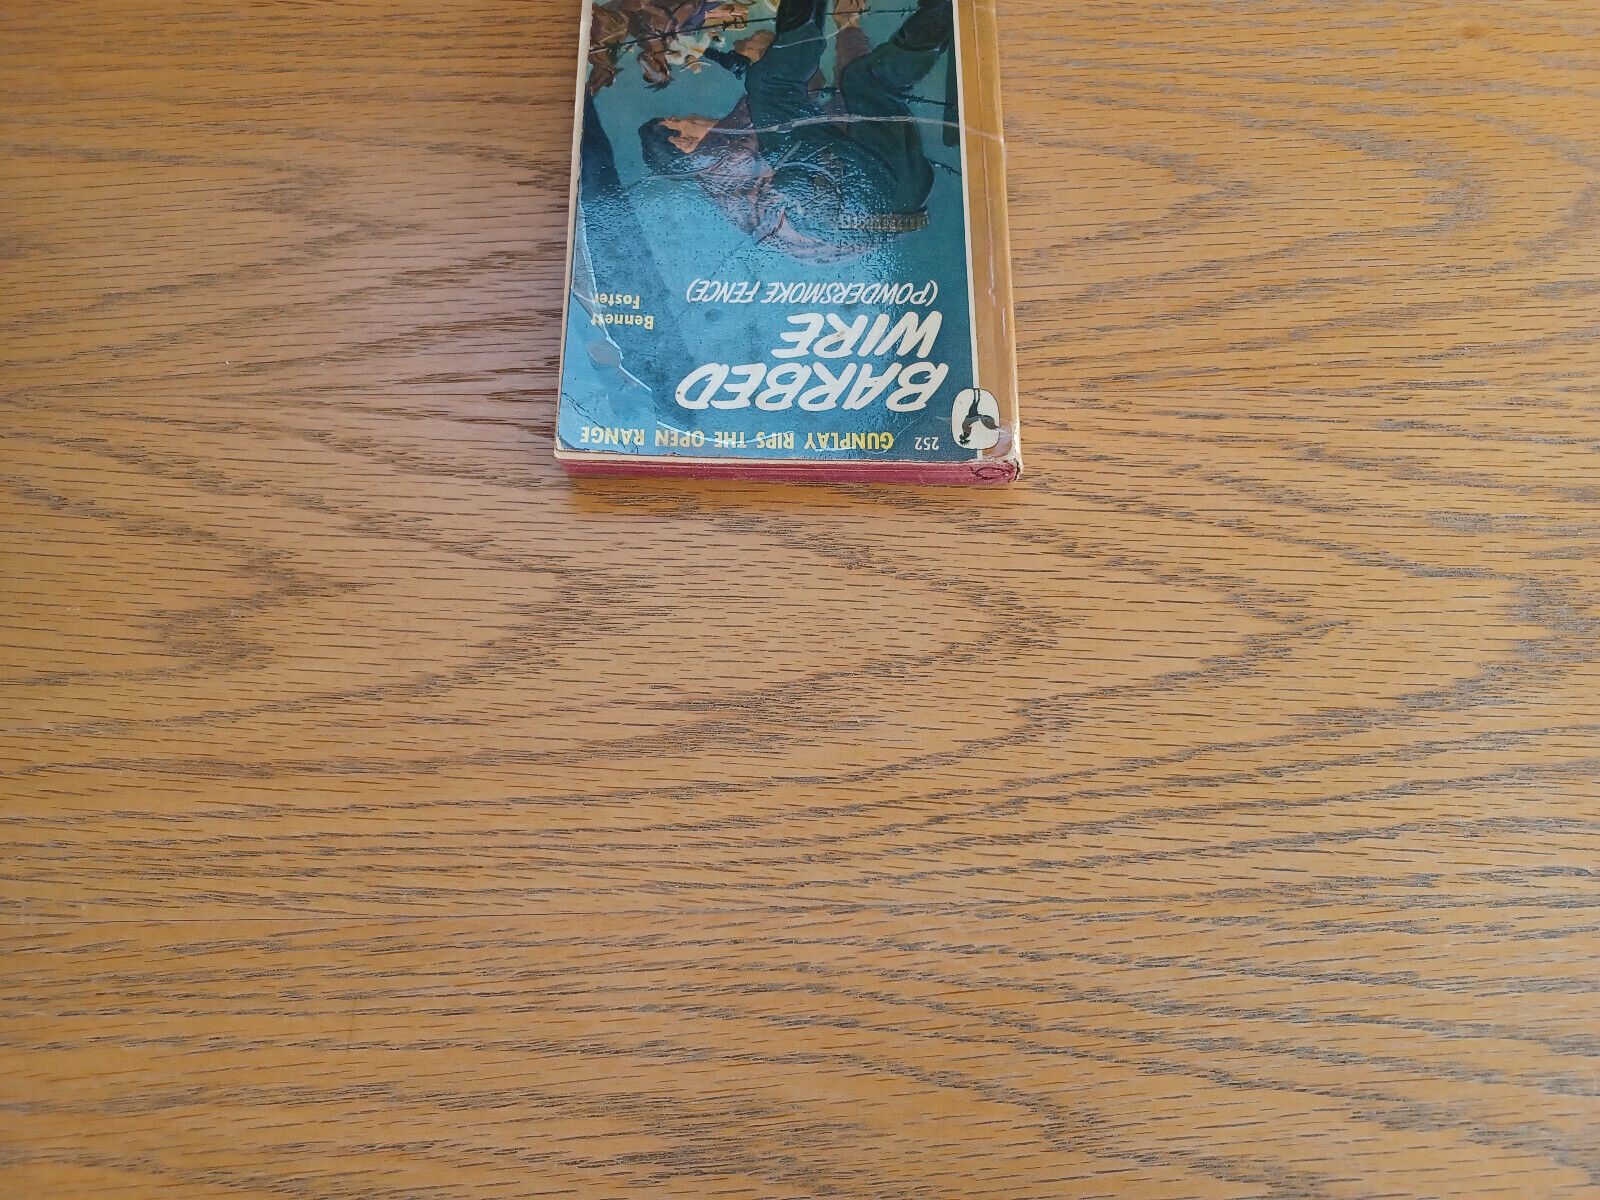 252 GUNPLAY RIPS THE OPEN RANGE
BARBED
WIRE
(POWDERSMOKE FENCE)
Bennett
Foster